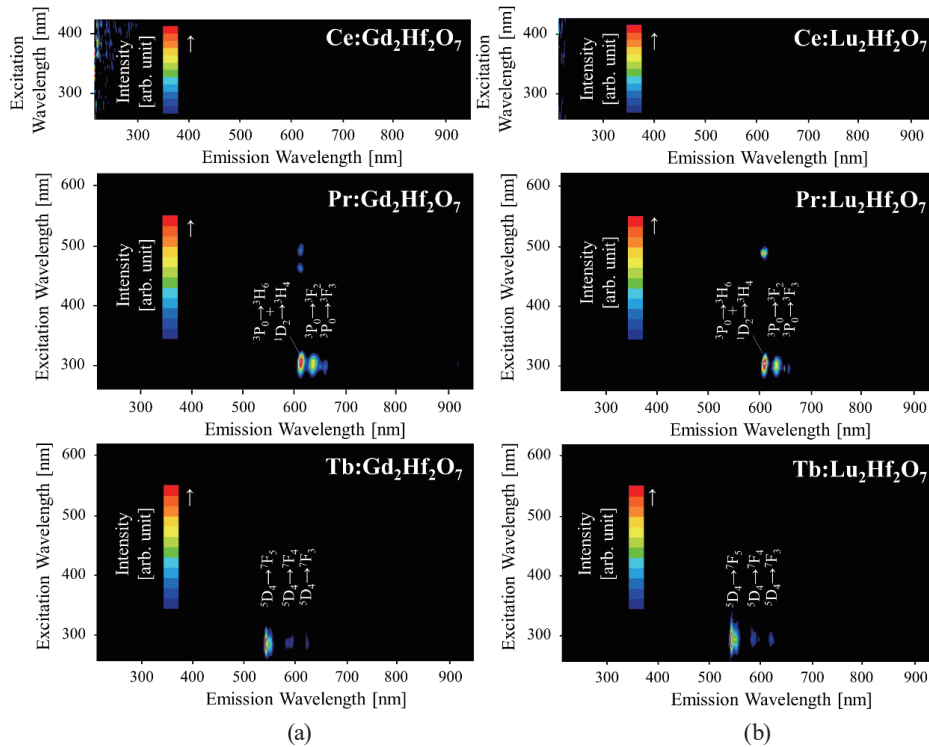 Ce:Gd₂Hf₂O₇
Excitation
Wavelength [nm]
400
300
Intensity
[arb. unit]
↑
300 400 500 600 700 800 900
Emission Wavelength [nm]
Ce:Lu₂Hf₂O₇
Excitation
Wavelength [nm]
400
300
Intensity
[arb. unit]
↑
300 400 500 600 700 800 900
Emission Wavelength [nm]
Pr:Gd₂Hf₂O₇
Excitation Wavelength [nm]
600
500
400
300
Intensity
[arb. unit]
↑
³P₀→³H₆
+
¹D₂→³H₄
³P₀→³F₂
³P₀→³F₃
300 400 500 600 700 800 900
Emission Wavelength [nm]
Pr:Lu₂Hf₂O₇
Excitation Wavelength [nm]
600
500
400
300
Intensity
[arb. unit]
↑
³P₀→³H₆
+
¹D₂→³H₄
³P₀→³F₂
³P₀→³F₃
300 400 500 600 700 800 900
Emission Wavelength [nm]
Tb:Gd₂Hf₂O₇
Excitation Wavelength [nm]
600
500
400
300
Intensity
[arb. unit]
↑
⁵D₄→⁷F₅
⁵D₄→⁷F₄
⁵D₄→⁷F₃
300 400 500 600 700 800 900
Emission Wavelength [nm]
(a)
Tb:Lu₂Hf₂O₇
Excitation Wavelength [nm]
600
500
400
300
Intensity
[arb. unit]
↑
⁵D₄→⁷F₅
⁵D₄→⁷F₄
⁵D₄→⁷F₃
300 400 500 600 700 800 900
Emission Wavelength [nm]
(b)